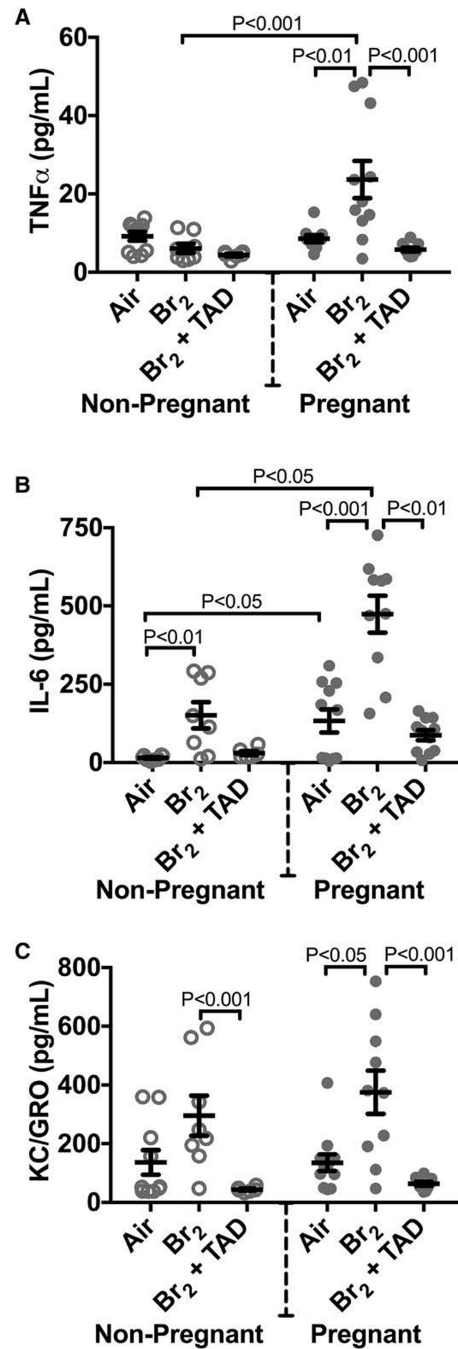 A
P<0.001
P<0.01 P<0.001
60
40
20
0
TNFα (pg/mL)
Air Br₂ Br₂ + TAD Air Br₂ Br₂ + TAD
Non-Pregnant Pregnant
B
P<0.05
P<0.001 P<0.01
P<0.05
P<0.01
750
500
250
0
IL-6 (pg/mL)
Air Br₂ Br₂ + TAD Air Br₂ Br₂ + TAD
Non-Pregnant Pregnant
C
P<0.05 P<0.001
P<0.001
800
600
400
200
0
KC/GRO (pg/mL)
Air Br₂ Br₂ + TAD Air Br₂ Br₂ + TAD
Non-Pregnant Pregnant